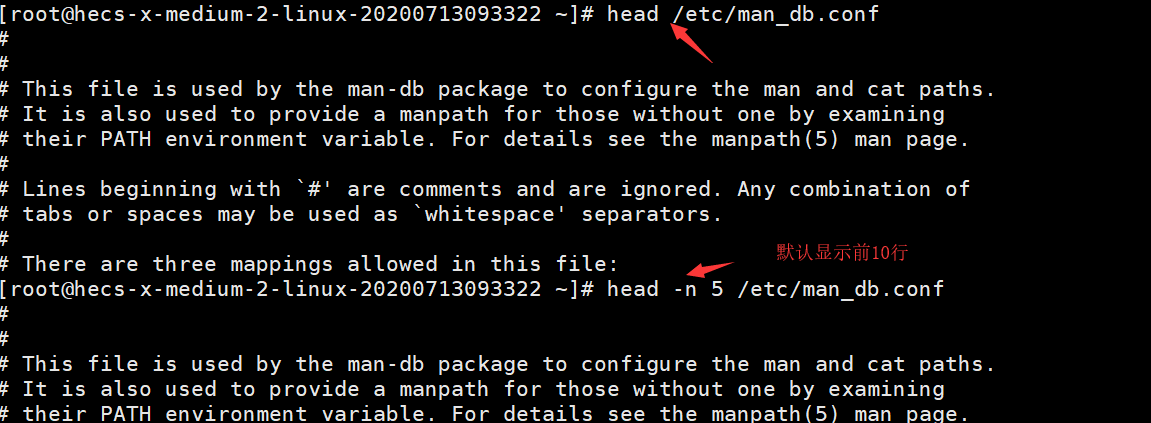 [root@hecs-x-medium-2-linux-20200713093322 ~]# head /etc/man_db.conf
#
#
# This file is used by the man-db package to configure the man and cat paths.
# It is also used to provide a manpath for those without one by examining
# their PATH environment variable. For details see the manpath(5) man page.
#
# Lines beginning with `#' are comments and are ignored. Any combination of
# tabs or spaces may be used as `whitespace' separators.
#
# There are three mappings allowed in this file:
默认显示前10行
[root@hecs-x-medium-2-linux-20200713093322 ~]# head -n 5 /etc/man_db.conf
#
#
# This file is used by the man-db package to configure the man and cat paths.
# It is also used to provide a manpath for those without one by examining
# their PATH environment variable. For details see the manpath(5) man page.